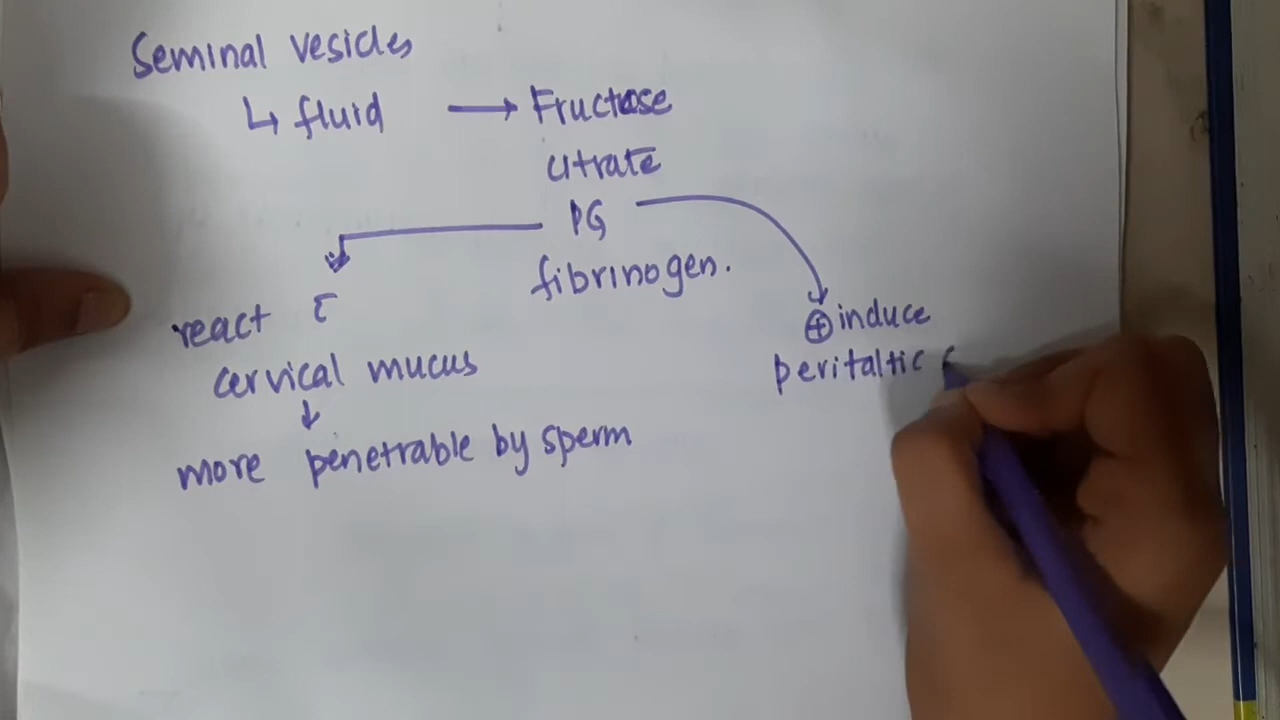 Seminal vesicles
↳ fluid → Fructose
citrate
PG
fibrinogen.
react c̄
cervical mucus
↓
more penetrable by sperm
⊕ induce
peritaltic